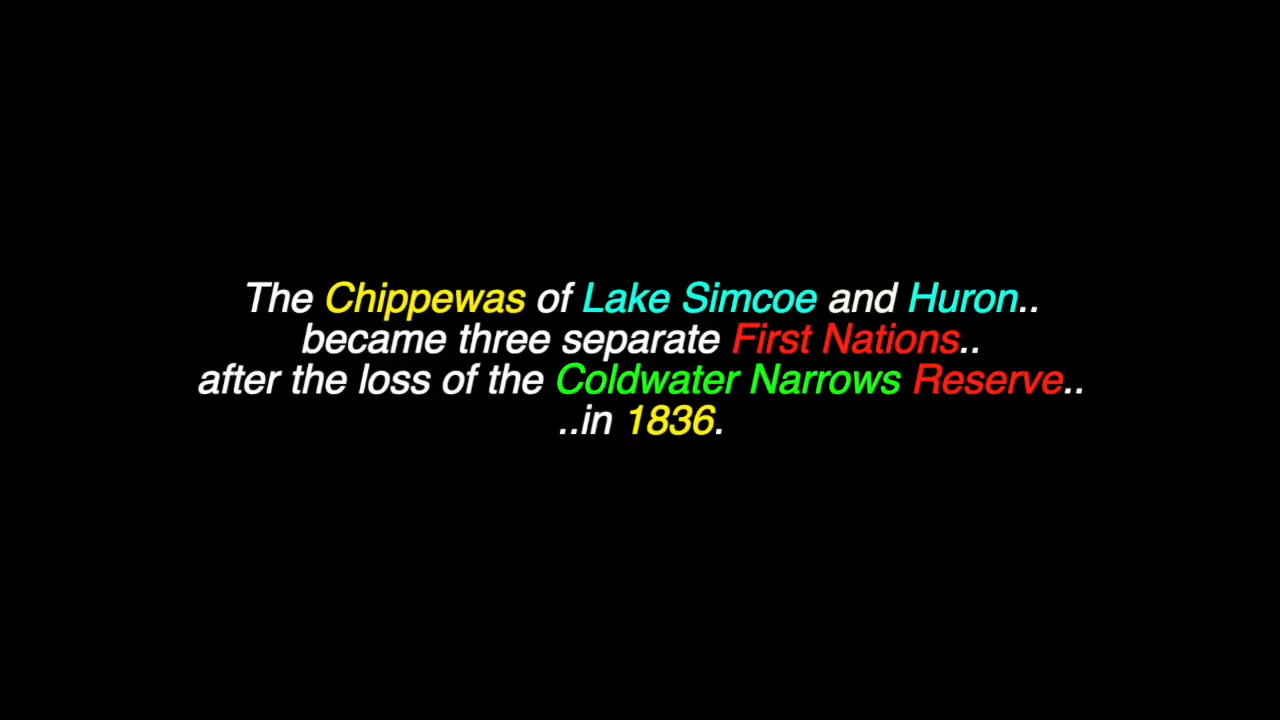 The Chippewas of Lake Simcoe and Huron..
became three separate First Nations..
after the loss of the Coldwater Narrows Reserve..
..in 1836.